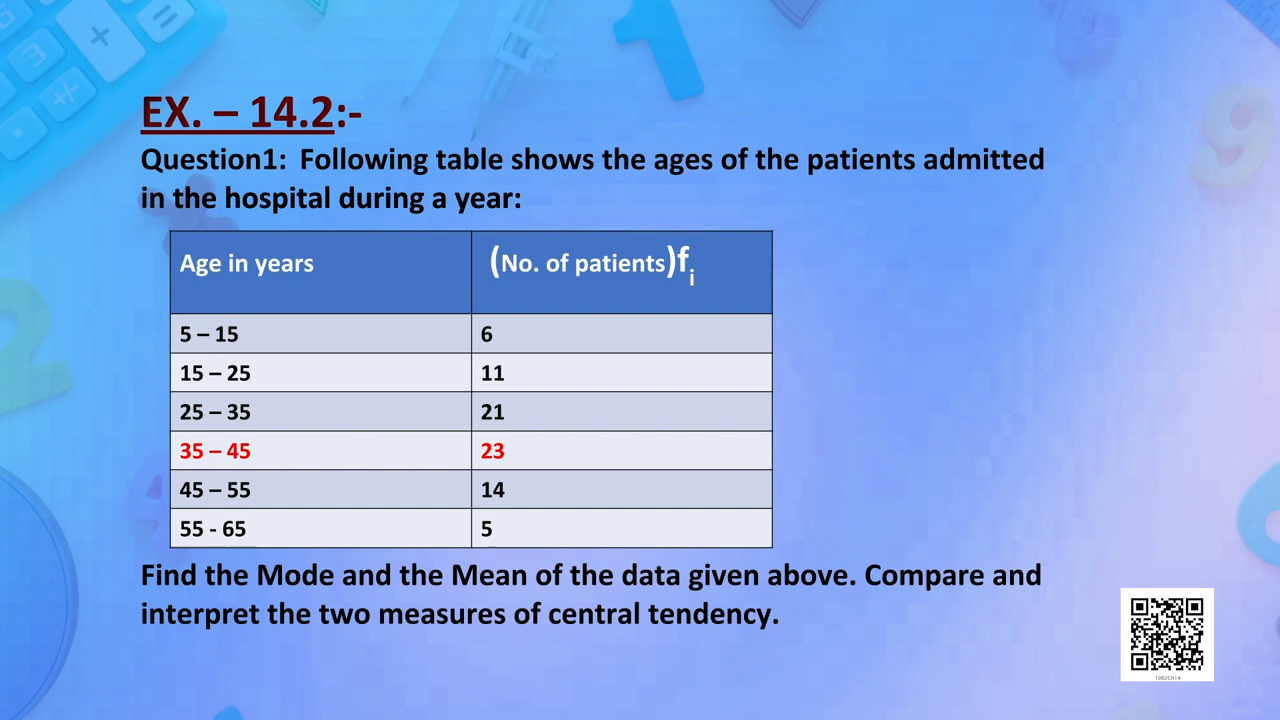 EX. – 14.2:-
Question1: Following table shows the ages of the patients admitted
in the hospital during a year:
Age in years (No. of patients)fi
5 – 15 6
15 – 25 11
25 – 35 21
35 – 45 23
45 – 55 14
55 - 65 5
Find the Mode and the Mean of the data given above. Compare and
interpret the two measures of central tendency.
1062CH14